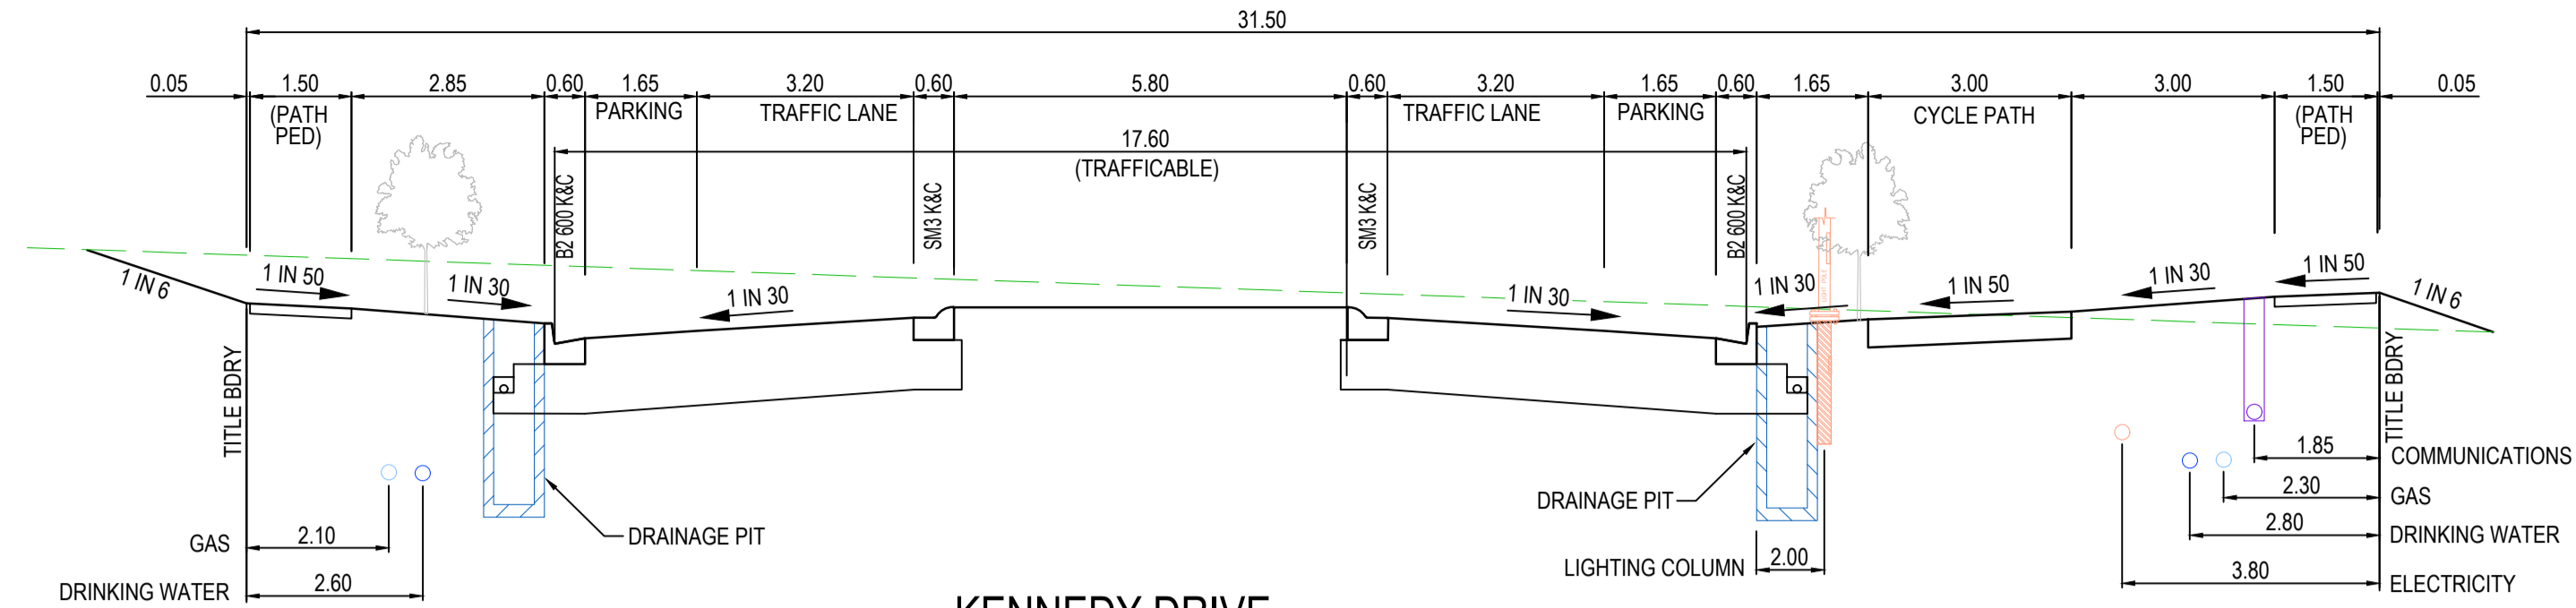 31.50
0.05 1.50 2.85 0.60 1.65 3.20 0.60 5.80 0.60 3.20 1.65 0.60 1.65 3.00 3.00 1.50 0.05
(PATH PED)
PARKING
TRAFFIC LANE
TRAFFIC LANE
PARKING
CYCLE PATH
(PATH PED)
17.60
(TRAFFICABLE)
B2 600 K&C
SM3 K&C
SM3 K&C
B2 600 K&C
1 IN 6
1 IN 50
1 IN 30
1 IN 30
1 IN 30
1 IN 30
1 IN 50
1 IN 30
1 IN 50
1 IN 6
LIGHT POLE
TITLE BDRY
TITLE BDRY
GAS 2.10
DRINKING WATER 2.60
DRAINAGE PIT
DRAINAGE PIT
LIGHTING COLUMN 2.00
1.85 COMMUNICATIONS
2.30 GAS
2.80 DRINKING WATER
3.80 ELECTRICITY
KENNEDY DRIVE